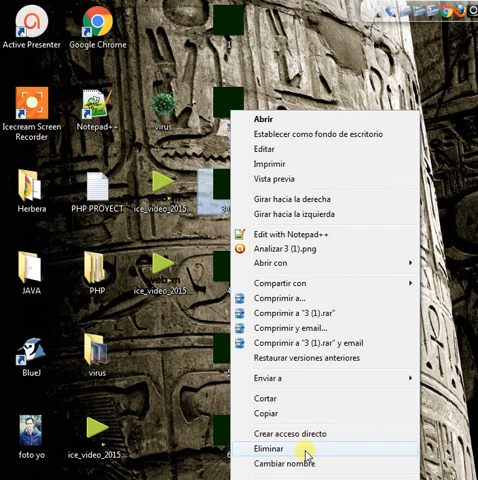 Active Presenter
Google Chrome
Icecream Screen
Recorder
Notepad++
virus
Herbera
PHP PROYECT
ice_video_2015...
JAVA
PHP
ice_video_2015...
BlueJ
virus
foto yo
ice_video_2015...
Abrir
Establecer como fondo de escritorio
Editar
Imprimir
Vista previa
Girar hacia la derecha
Girar hacia la izquierda
Edit with Notepad++
Analizar 3 (1).png
Abrir con
Compartir con
Comprimir a...
Comprimir a "3 (1).rar"
Comprimir y email...
Comprimir a "3 (1).rar" y email
Restaurar versiones anteriores
Enviar a
Cortar
Copiar
Crear acceso directo
Eliminar
Cambiar nombre